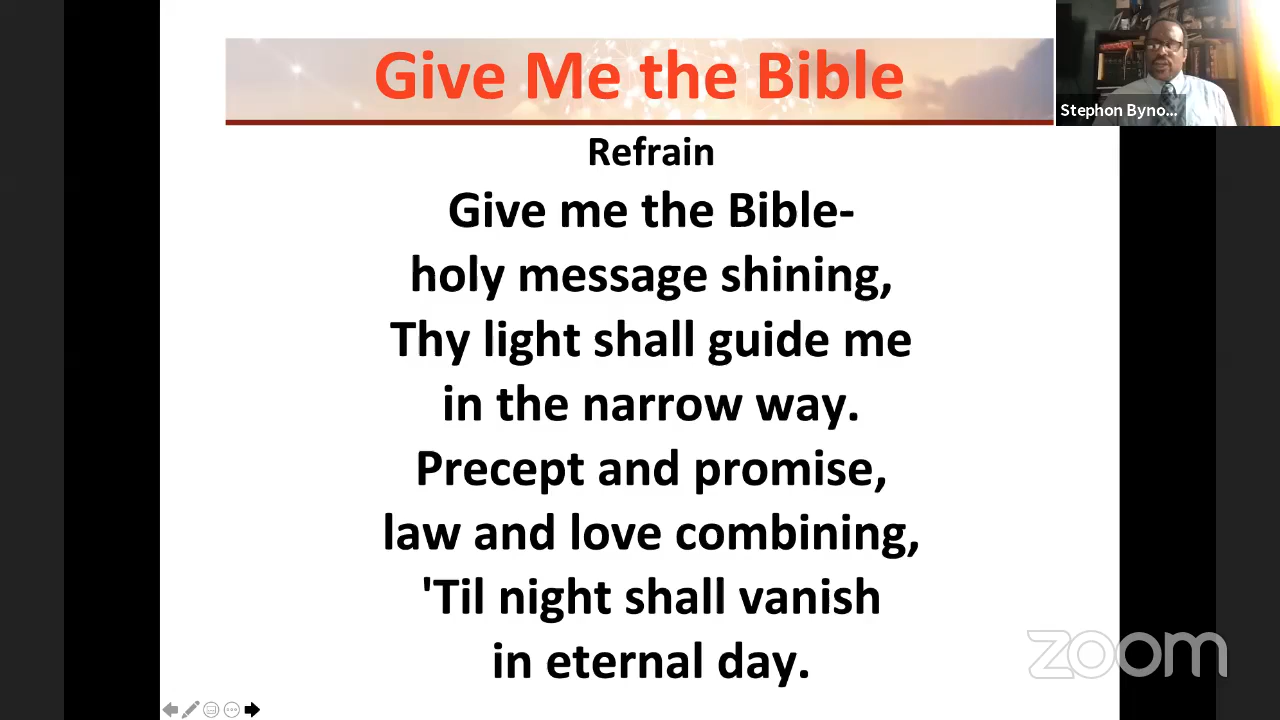 Give Me the Bible
Stephon Byno...
Refrain
Give me the Bible-
holy message shining,
Thy light shall guide me
in the narrow way.
Precept and promise,
law and love combining,
'Til night shall vanish
in eternal day.
zoom